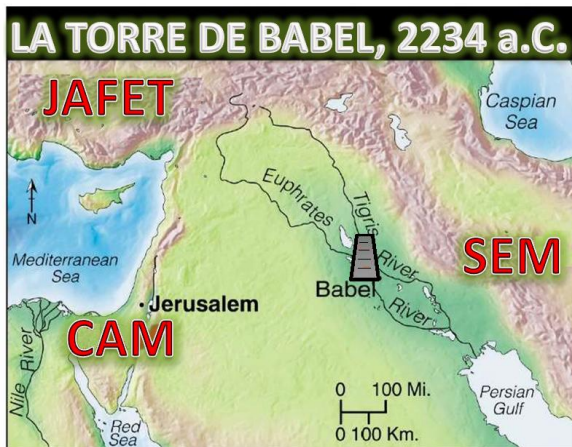 LA TORRE DE BABEL, 2234 a.C.
JAFET
Caspian
Sea
Euphrates
Tigris
River
N
Mediterranean
Sea
SEM
Babel
River
Jerusalem
CAM
Nile River
Red
Sea
0 100 Mi.
0 100 Km.
Persian
Gulf